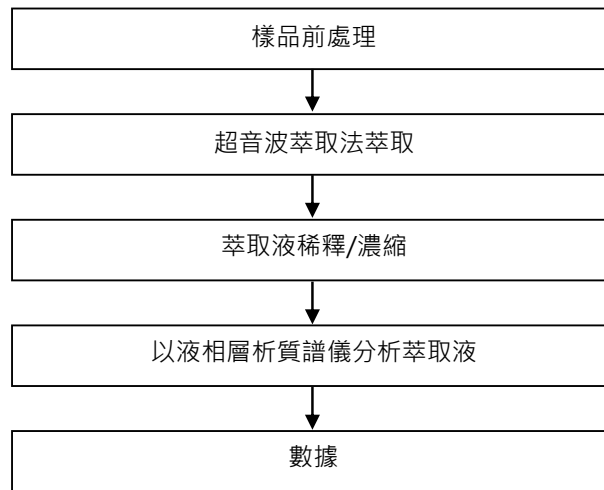 樣品前處理
超音波萃取法萃取
萃取液稀釋/濃縮
以液相層析質譜儀分析萃取液
數據